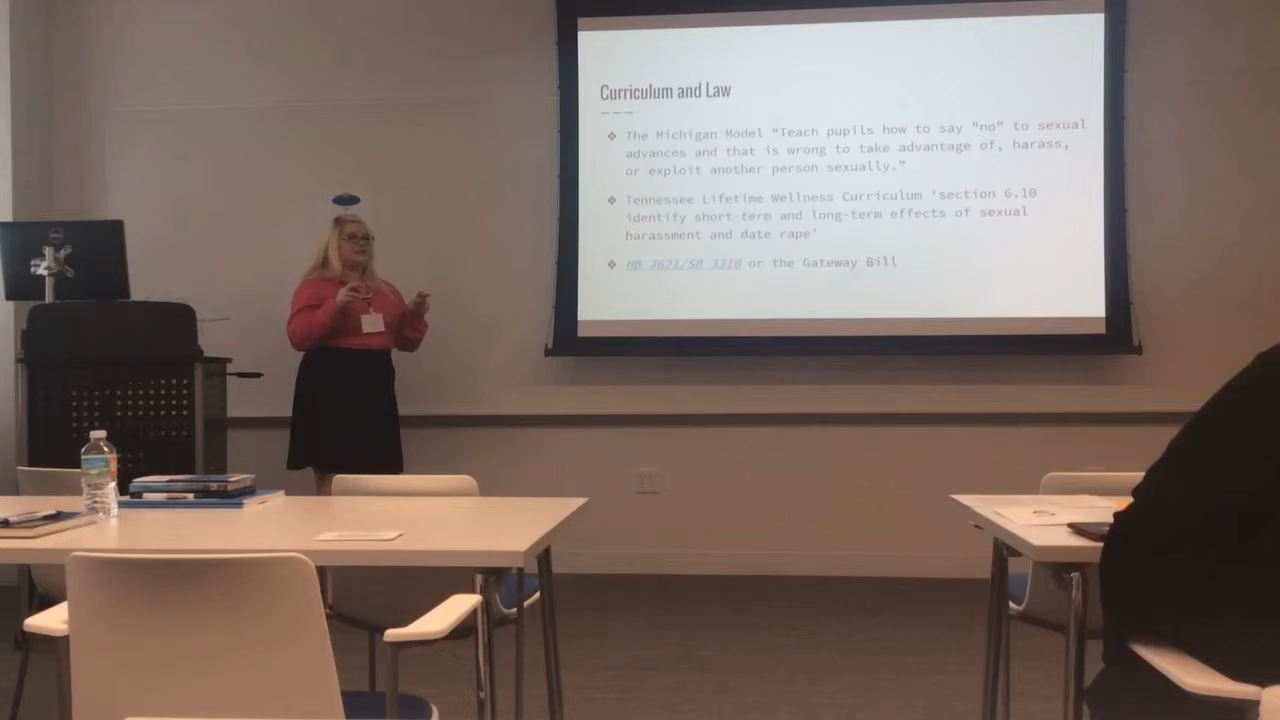 Curriculum and Law
❖ The Michigan Model “Teach pupils how to say "no" to sexual
advances and that is wrong to take advantage of, harass,
or exploit another person sexually.”
❖ Tennessee Lifetime Wellness Curriculum ‘section 6.10
identify short-term and long-term effects of sexual
harassment and date rape’
❖ HB 3621/SB 3310 or the Gateway Bill